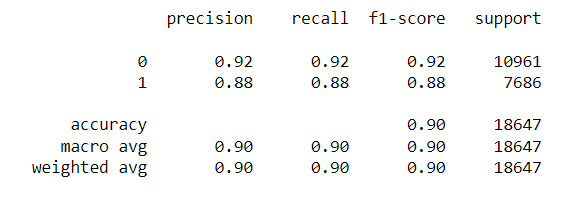 precision recall f1-score support
0 0.92 0.92 0.92 10961
1 0.88 0.88 0.88 7686
accuracy 0.90 18647
macro avg 0.90 0.90 0.90 18647
weighted avg 0.90 0.90 0.90 18647